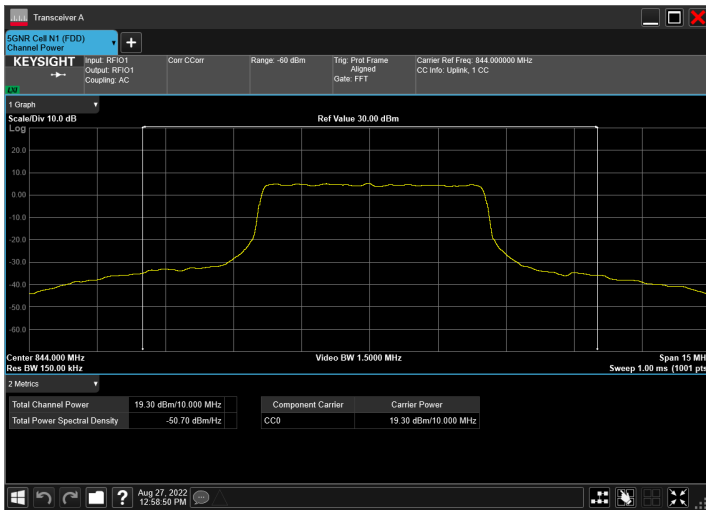 Transceiver A
5GNR Cell N1 (FDD)
Channel Power
+
KEYSIGHT
LXI
Input: RFIO1
Output: RFIO1
Coupling: AC
Corr CCorr
Range: -60 dBm
Trig: Prot Frame
Aligned
Gate: FFT
Carrier Ref Freq: 844.000000 MHz
CC Info: Uplink, 1 CC
1 Graph
Scale/Div 10.0 dB
Ref Value 30.00 dBm
Log
20.0
10.0
0.00
-10.0
-20.0
-30.0
-40.0
-50.0
-60.0
Center 844.000 MHz
Video BW 1.5000 MHz
Span 15 MH
Res BW 150.00 kHz
Sweep 1.00 ms (1001 pts
2 Metrics
Total Channel Power 19.30 dBm/10.000 MHz
Total Power Spectral Density -50.70 dBm/Hz
Component Carrier Carrier Power
CC0 19.30 dBm/10.000 MHz
?
Aug 27, 2022
12:58:50 PM